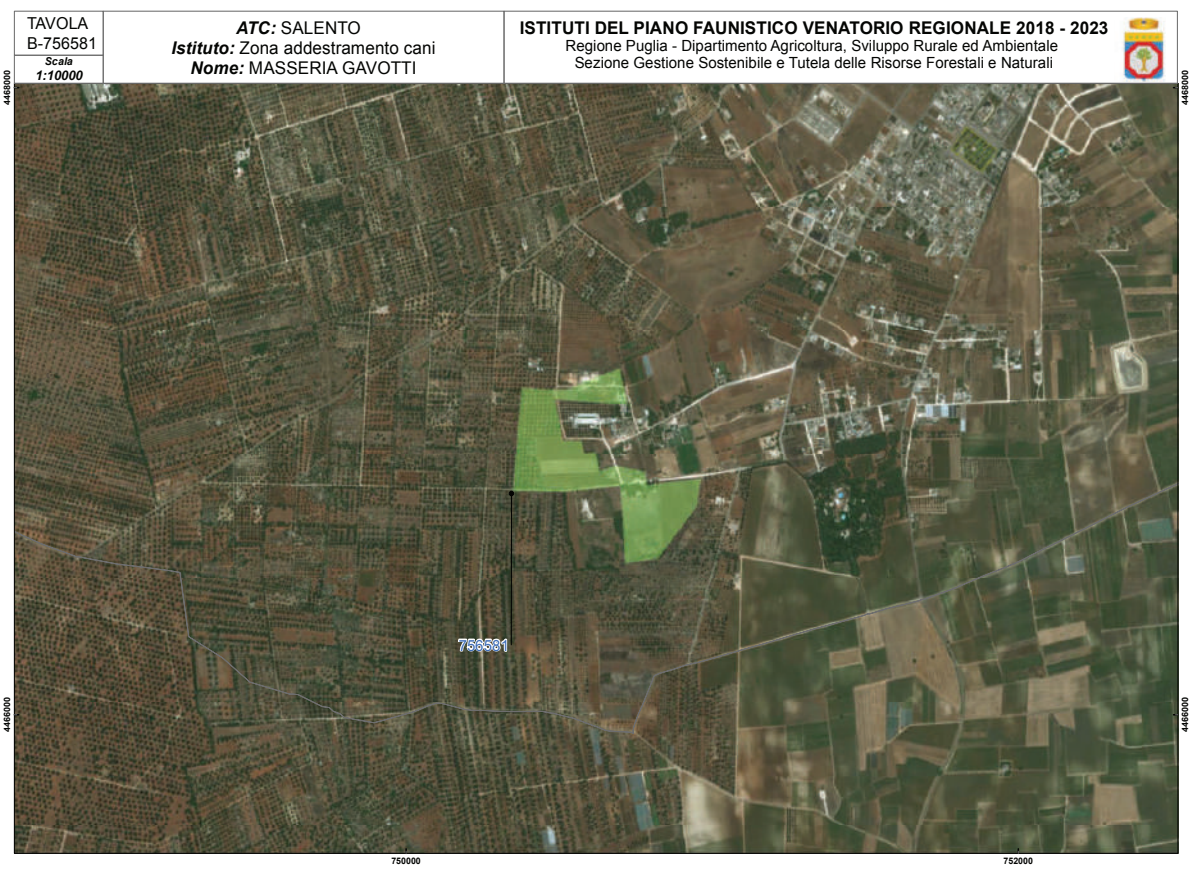 TAVOLA
B-756581
Scala
1:10000
ATC: SALENTO
Istituto: Zona addestramento cani
Nome: MASSERIA GAVOTTI
ISTITUTI DEL PIANO FAUNISTICO VENATORIO REGIONALE 2018 - 2023
Regione Puglia - Dipartimento Agricoltura, Sviluppo Rurale ed Ambientale
Sezione Gestione Sostenibile e Tutela delle Risorse Forestali e Naturali
4468000
4468000
756581
4466000
4466000
750000
752000